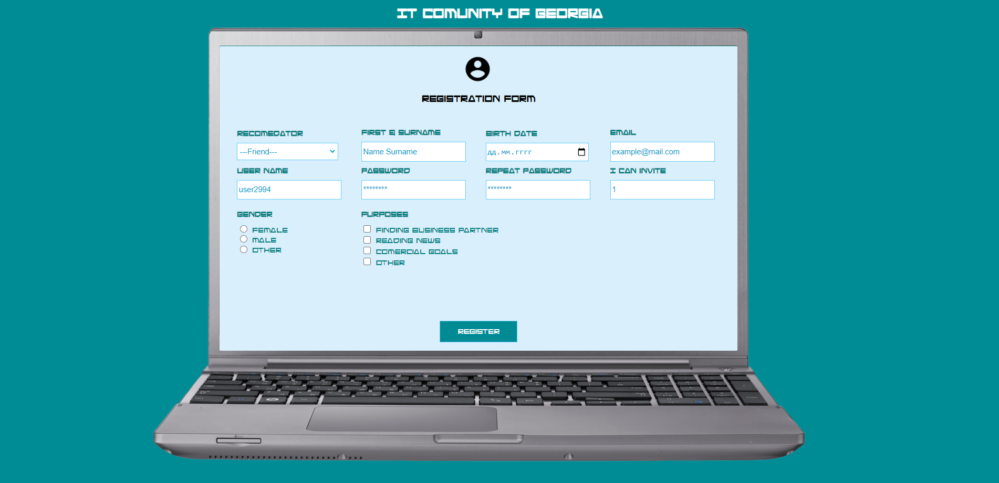 IT COMUNITY OF GEORGIA
REGISTRATION FORM
RECOMEDATOR FIRST & SURNAME BIRTH DATE EMAIL
---Friend--- Name Surname дд.мм.гггг example@mail.com
USER NAME PASSWORD REPEAT PASSWORD I CAN INVITE
user2994 ******** ******** 1
GENDER PURPOSES
FEMALE FINDING BUSINESS PARTNER
MALE READING NEWS
OTHER COMERCIAL GOALS
OTHER
REGISTER